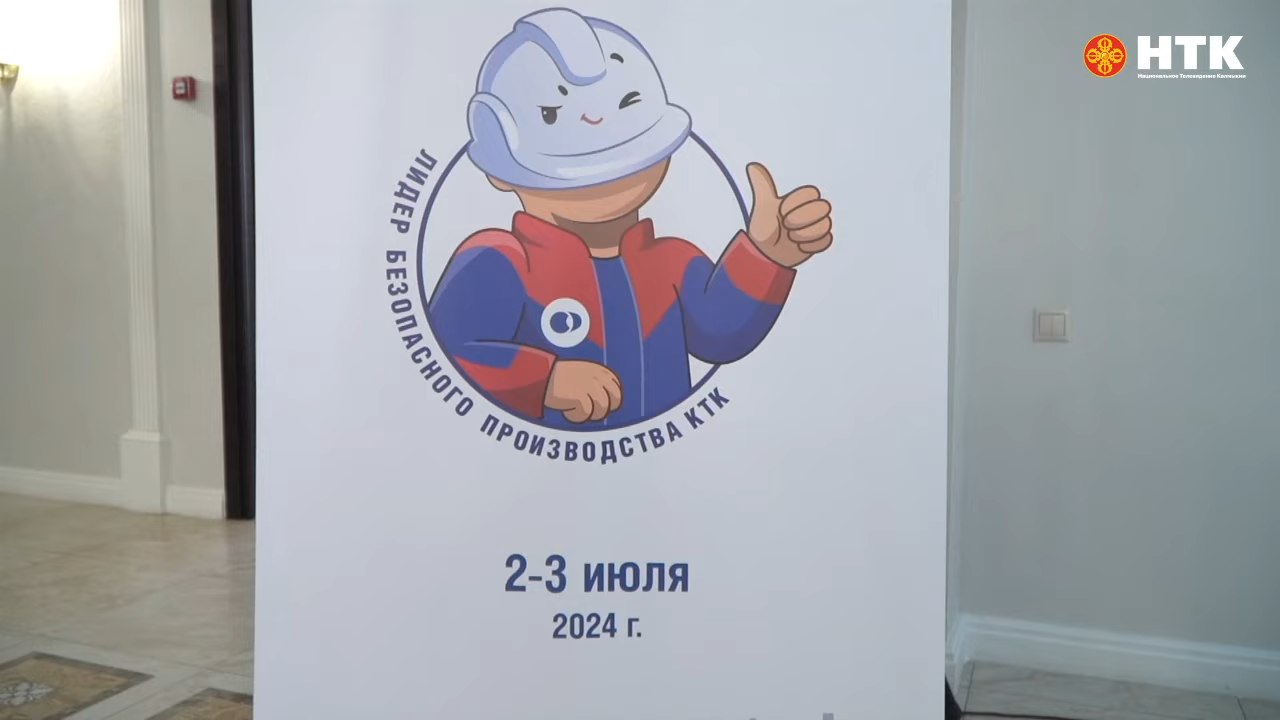 НТК
Национальное Телевидение Калмыкии
ЛИДЕР БЕЗОПАСНОГО ПРОИЗВОДСТВА КТК
2-3 ИЮЛЯ
2024 г.